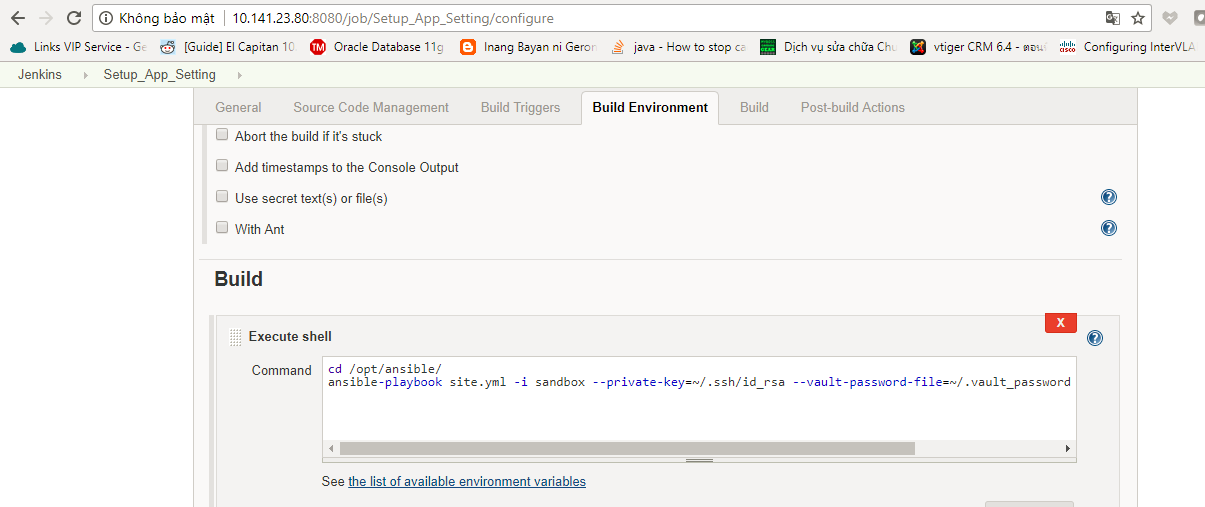 Không bảo mật 10.141.23.80:8080/job/Setup_App_Setting/configure
Links VIP Service - Ge [Guide] El Capitan 10. TM Oracle Database 11g Inang Bayan ni Geron java - How to stop ca Dịch vụ sửa chữa Chu vtiger CRM 6.4 - ตอนที่ Configuring InterVLA
Jenkins Setup_App_Setting
General Source Code Management Build Triggers Build Environment Build Post-build Actions
Abort the build if it's stuck
Add timestamps to the Console Output
Use secret text(s) or file(s)
With Ant
Build
X
Execute shell
Command
cd /opt/ansible/
ansible-playbook site.yml -i sandbox --private-key=~/.ssh/id_rsa --vault-password-file=~/.vault_password
See the list of available environment variables